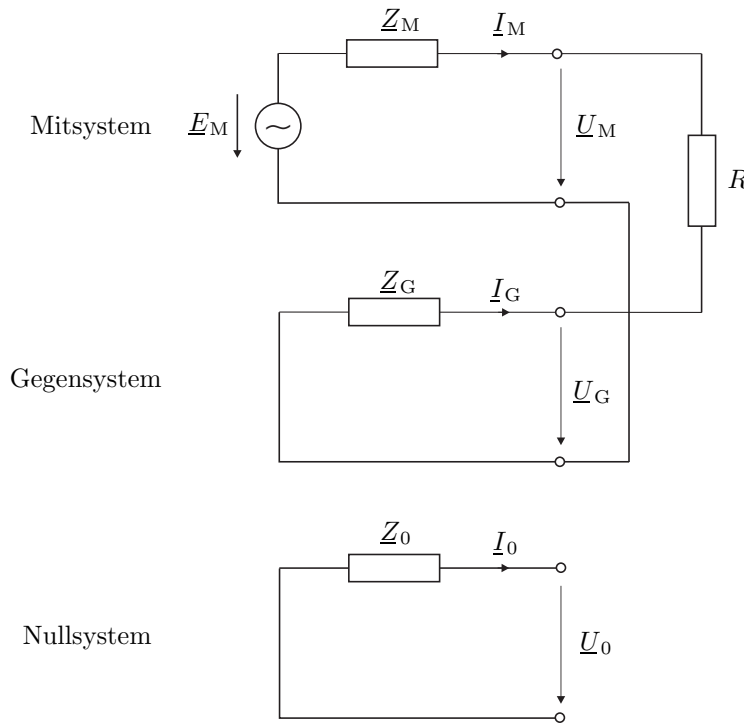 Z_M
I_M
Mitsystem
E_M
U_M
R
Z_G
I_G
Gegensystem
U_G
Z_0
I_0
Nullsystem
U_0